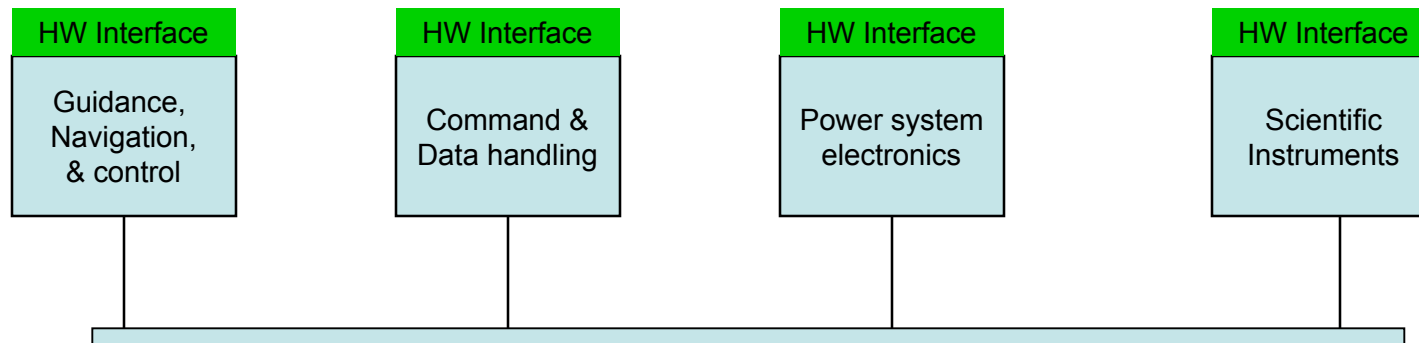 HW Interface
HW Interface
HW Interface
HW Interface
Guidance,
Navigation,
& control
Command &
Data handling
Power system
electronics
Scientific
Instruments